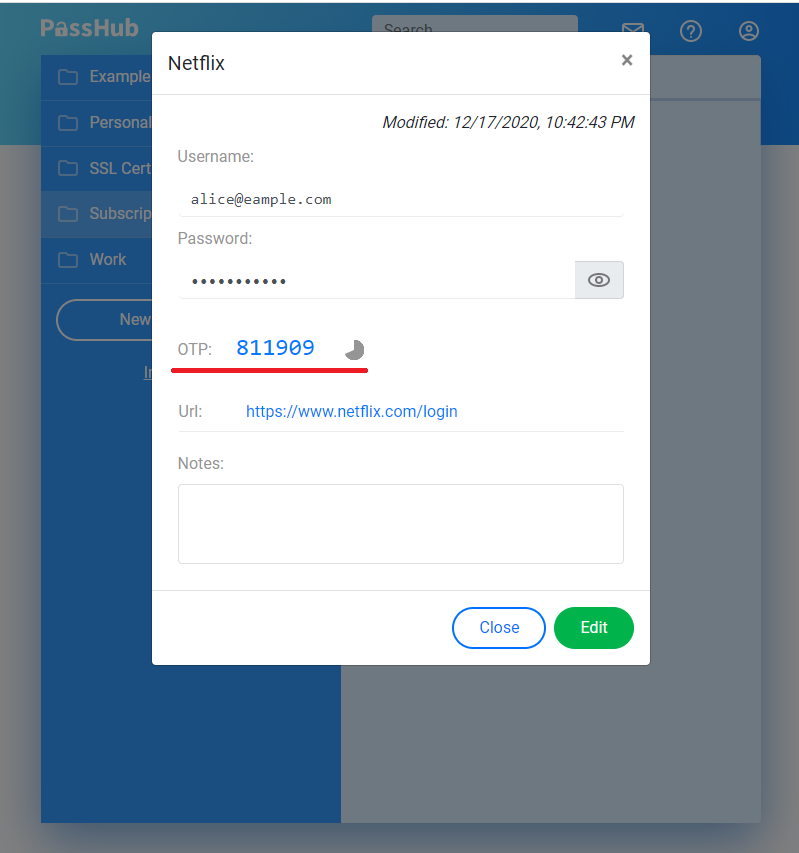 PassHub
Search
Netflix
×
Example
Personal
SSL Cert
Subscrip
Work
New
Modified: 12/17/2020, 10:42:43 PM
Username:
alice@eample.com
Password:
•••••••••••
OTP: 811909
Url: https://www.netflix.com/login
Notes:
Close Edit